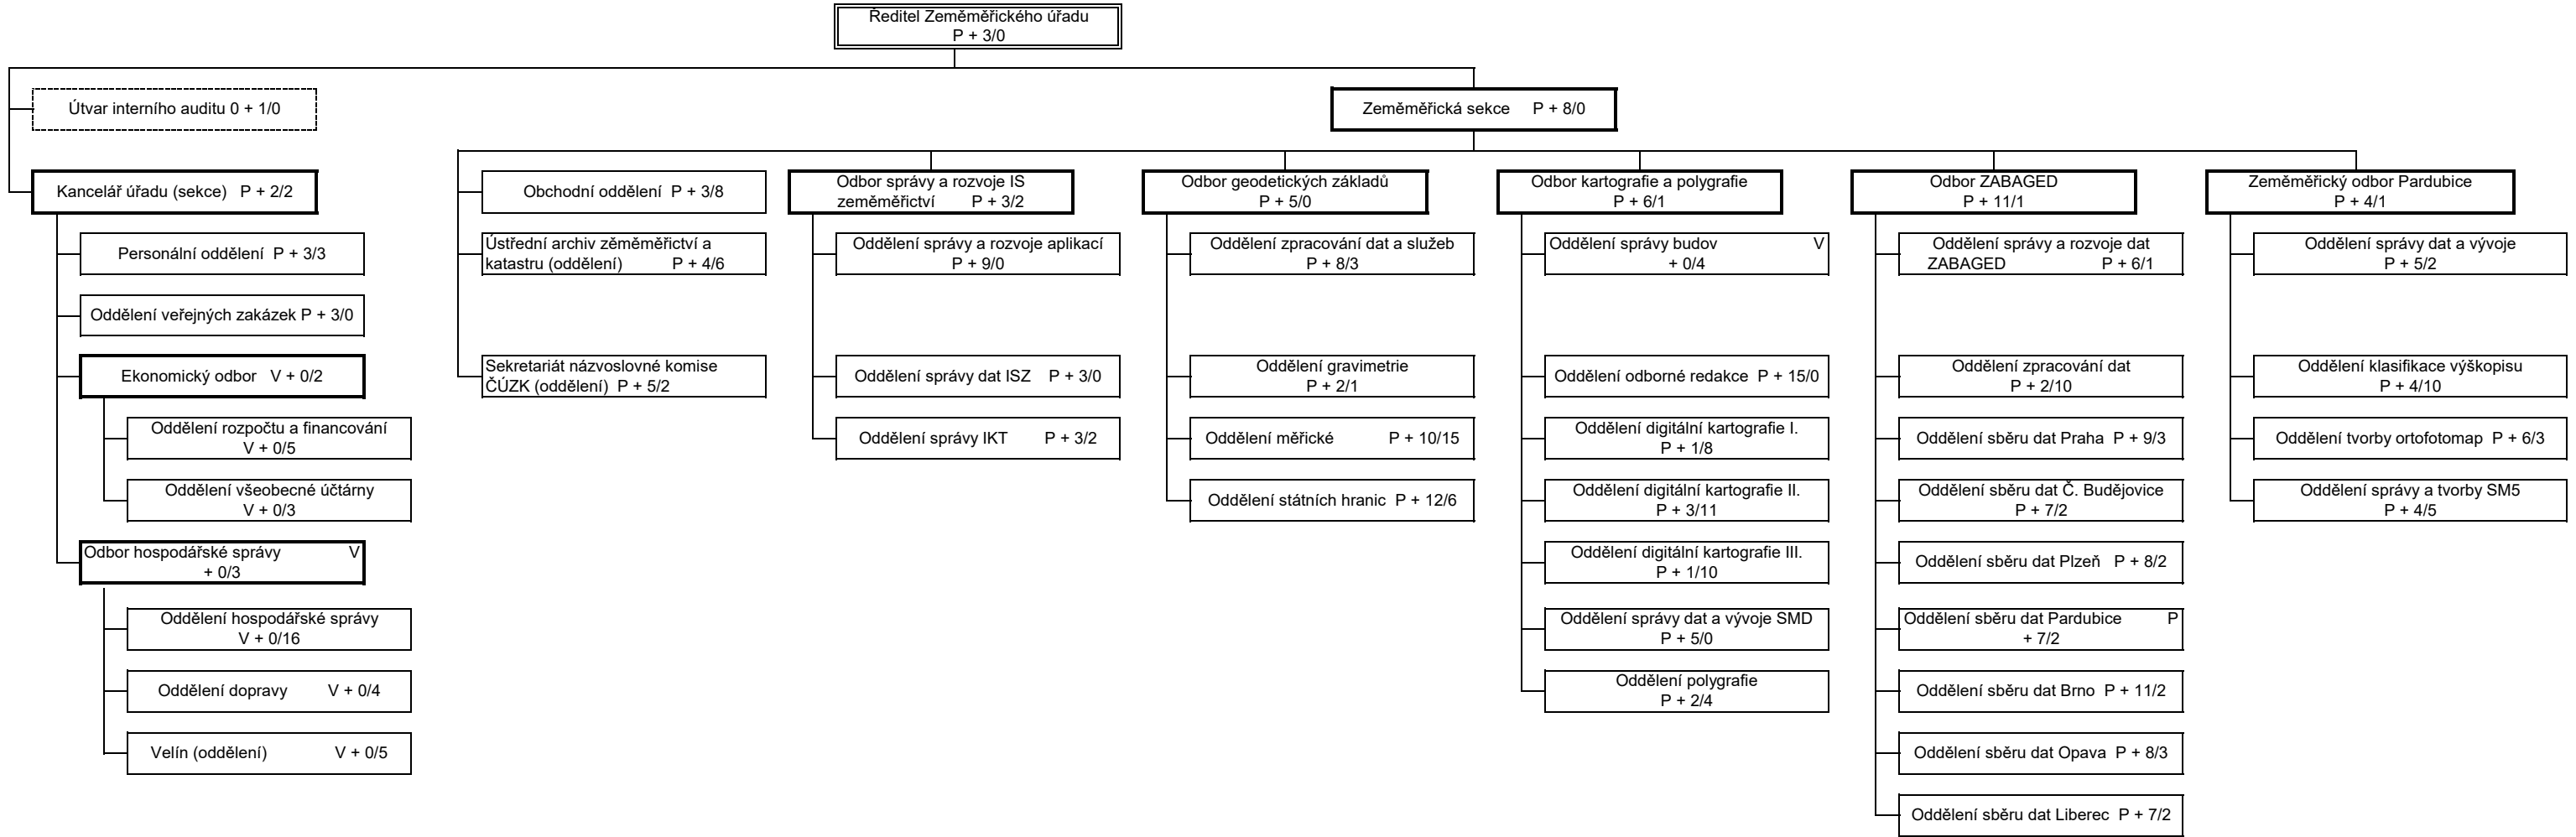 Ředitel Zeměměřického úřadu
P + 3/0
Útvar interního auditu 0 + 1/0
Zeměměřická sekce P + 8/0
Kancelář úřadu (sekce) P + 2/2
Personální oddělení P + 3/3
Oddělení veřejných zakázek P + 3/0
Ekonomický odbor V + 0/2
Oddělení rozpočtu a financování
V + 0/5
Oddělení všeobecné účtárny
V + 0/3
Odbor hospodářské správy V
+ 0/3
Oddělení hospodářské správy
V + 0/16
Oddělení dopravy V + 0/4
Velín (oddělení) V + 0/5
Obchodní oddělení P + 3/8
Ústřední archiv zěměměřictví a
katastru (oddělení) P + 4/6
Sekretariát názvoslovné komise
ČÚZK (oddělení) P + 5/2
Odbor správy a rozvoje IS
zeměměřictví P + 3/2
Oddělení správy a rozvoje aplikací
P + 9/0
Oddělení správy dat ISZ P + 3/0
Oddělení správy IKT P + 3/2
Odbor geodetických základů
P + 5/0
Oddělení zpracování dat a služeb
P + 8/3
Oddělení gravimetrie
P + 2/1
Oddělení měřické P + 10/15
Oddělení státních hranic P + 12/6
Odbor kartografie a polygrafie
P + 6/1
Oddělení správy budov V
+ 0/4
Oddělení odborné redakce P + 15/0
Oddělení digitální kartografie I.
P + 1/8
Oddělení digitální kartografie II.
P + 3/11
Oddělení digitální kartografie III.
P + 1/10
Oddělení správy dat a vývoje SMD
P + 5/0
Oddělení polygrafie
P + 2/4
Odbor ZABAGED
P + 11/1
Oddělení správy a rozvoje dat
ZABAGED P + 6/1
Oddělení zpracování dat
P + 2/10
Oddělení sběru dat Praha P + 9/3
Oddělení sběru dat Č. Budějovice
P + 7/2
Oddělení sběru dat Plzeň P + 8/2
Oddělení sběru dat Pardubice P
+ 7/2
Oddělení sběru dat Brno P + 11/2
Oddělení sběru dat Opava P + 8/3
Oddělení sběru dat Liberec P + 7/2
Zeměměřický odbor Pardubice
P + 4/1
Oddělení správy dat a vývoje
P + 5/2
Oddělení klasifikace výškopisu
P + 4/10
Oddělení tvorby ortofotomap P + 6/3
Oddělení správy a tvorby SM5
P + 4/5